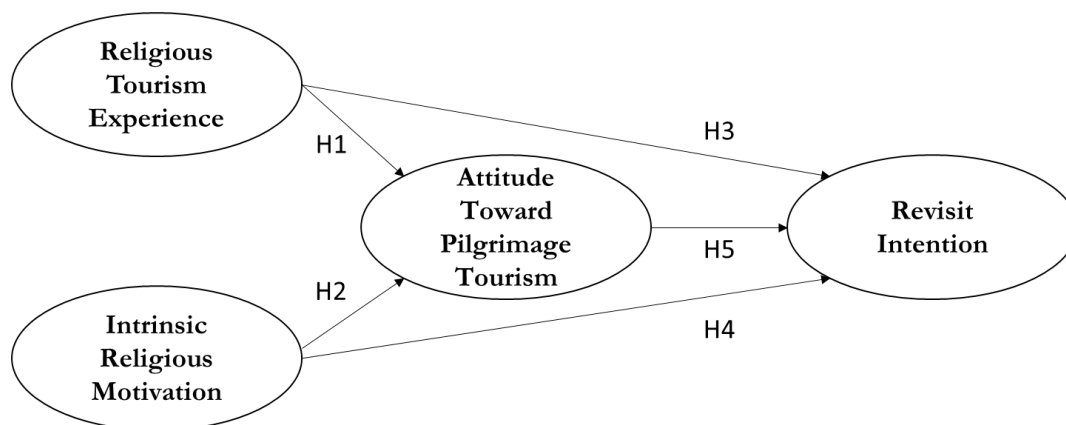 Religious
Tourism
Experience
H1
H3
Attitude
Toward
Pilgrimage
Tourism
H5
Revisit
Intention
H2
H4
Intrinsic
Religious
Motivation